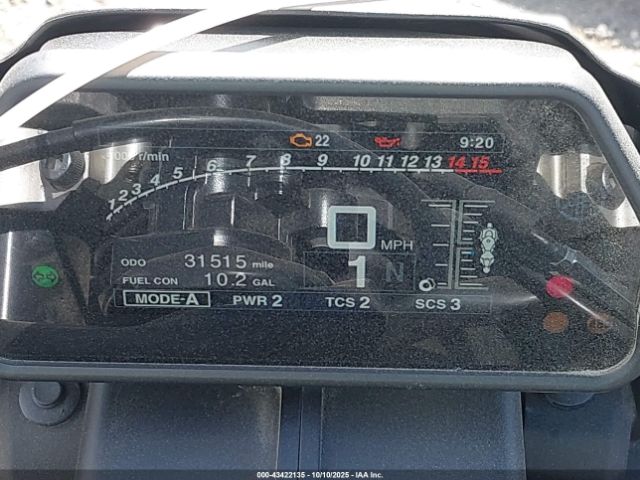 22 9:20
r/min
1 2 3 4 5 6 7 8 9 10 11 12 13 14 15
0 MPH
ODO 31515 mile
1 N
FUEL CON 10.2 GAL
MODE-A PWR 2 TCS 2 SCS 3
000-43422135 - 10/10/2025 - IAA Inc.